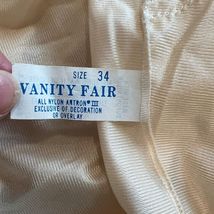 SIZE 34
VANITY FAIR
ALL NYLON ANTRON® III
EXCLUSIVE OF DECORATION
OR OVERLAY